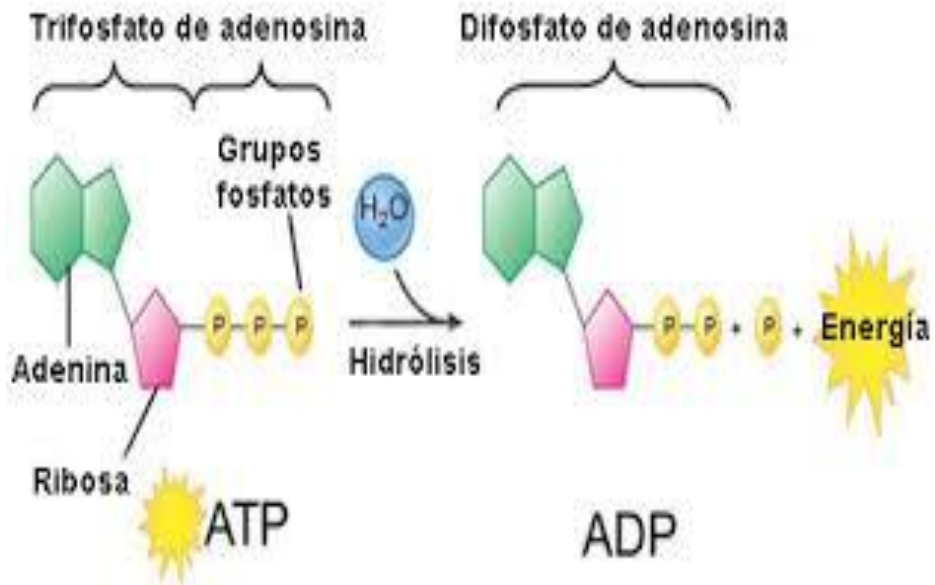 Trifosfato de adenosina
Difosfato de adenosina
Grupos
fosfatos
H₂O
P P P
P P + P + Energía
Hidrólisis
Adenina
Ribosa
ATP
ADP